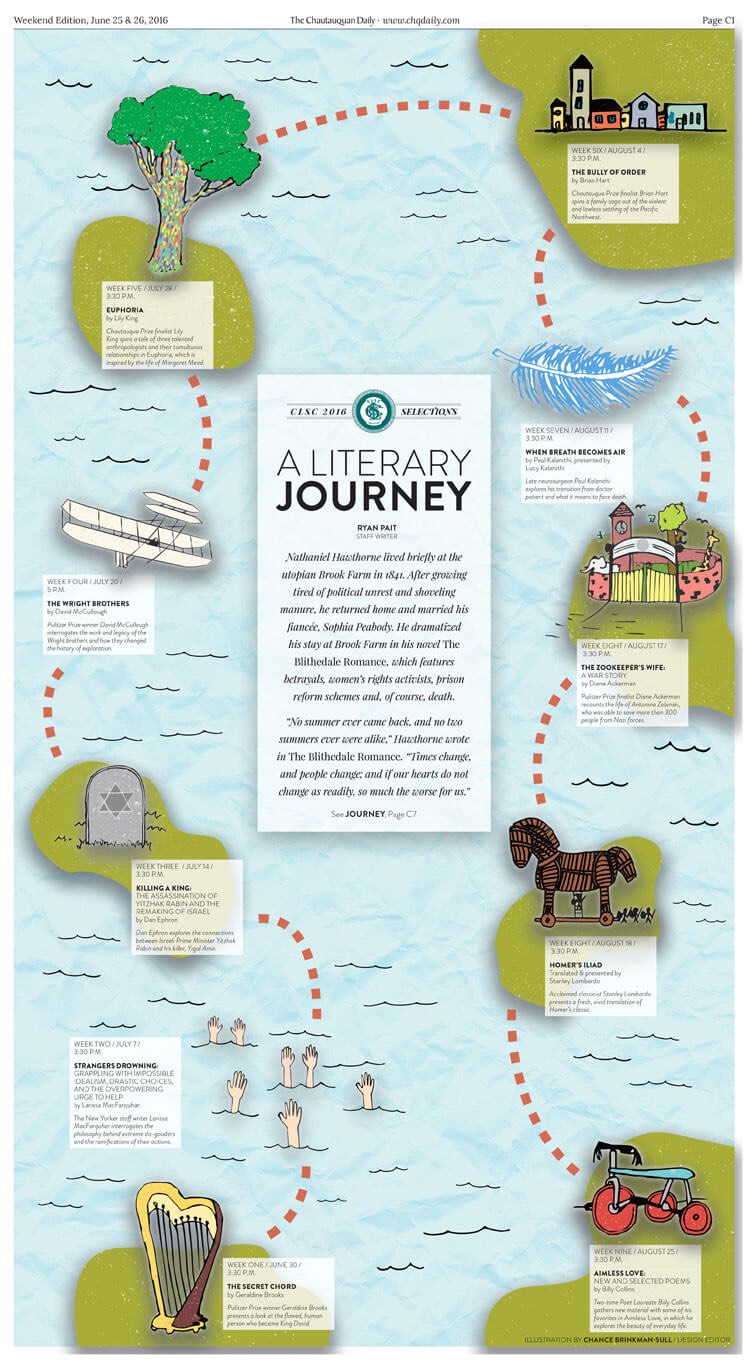 Weekend Edition, June 25 & 26, 2016
The Chautauquan Daily · www.chqdaily.com
Page C1
WEEK SIX / AUGUST 4 /
3:30 P.M.
THE BULLY OF ORDER
by Brian Hart
Chautauqua Prize finalist Brian Hart
spins a family saga out of the violent
and lawless settling of the Pacific
Northwest.
WEEK FIVE / JULY 28 /
3:30 P.M.
EUPHORIA
by Lily King
Chautauqua Prize finalist Lily
King spins a tale of three talented
anthropologists and their tumultuous
relationships in Euphoria, which is
inspired by the life of Margaret Mead.
CLSC 2016 SELECTIONS
A LITERARY
JOURNEY
RYAN PAIT
STAFF WRITER
Nathaniel Hawthorne lived briefly at the
utopian Brook Farm in 1841. After growing
tired of political unrest and shoveling
manure, he returned home and married his
fiancée, Sophia Peabody. He dramatized
his stay at Brook Farm in his novel The
Blithedale Romance, which features
betrayals, women's rights activists, prison
reform schemes and, of course, death.
“No summer ever came back, and no two
summers ever were alike,” Hawthorne wrote
in The Blithedale Romance. “Times change,
and people change; and if our hearts do not
change as readily, so much the worse for us.”
See JOURNEY, Page C7
WEEK SEVEN / AUGUST 11 /
3:30 P.M.
WHEN BREATH BECOMES AIR
by Paul Kalanithi, presented by
Lucy Kalanithi
Late neurosurgeon Paul Kalanithi
explores his transition from doctor
patient and what it means to face death.
WEEK FOUR / JULY 20 /
5 P.M.
THE WRIGHT BROTHERS
by David McCullough
Pulitzer Prize winner David McCullough
interrogates the work and legacy of the
Wright brothers and how they changed
the history of exploration.
WEEK EIGHT / AUGUST 17 /
3:30 P.M.
THE ZOOKEEPER'S WIFE:
A WAR STORY
by Diane Ackerman
Pulitzer Prize finalist Diane Ackerman
recounts the life of Antonina Zabinski,
who was able to save more than 300
people from Nazi forces.
WEEK THREE / JULY 14 /
3:30 P.M.
KILLING A KING:
THE ASSASSINATION OF
YITZHAK RABIN AND THE
REMAKING OF ISRAEL
by Dan Ephron
Dan Ephron explores the connections
between Israeli Prime Minister Yitzhak
Rabin and his killer, Yigal Amir.
WEEK EIGHT / AUGUST 18 /
3:30 P.M.
HOMER'S ILIAD
Translated & presented by
Stanley Lombardo
Acclaimed classicist Stanley Lombardo
presents a fresh, vivid translation of
Homer's classic.
WEEK TWO / JULY 7 /
3:30 P.M.
STRANGERS DROWNING:
GRAPPLING WITH IMPOSSIBLE
IDEALISM, DRASTIC CHOICES,
AND THE OVERPOWERING
URGE TO HELP
by Larissa MacFarquhar
The New Yorker staff writer Larissa
MacFarquhar interrogates the
philosophy behind extreme do-gooders
and the ramifications of their actions.
WEEK ONE / JUNE 30 /
3:30 P.M.
THE SECRET CHORD
by Geraldine Brooks
Pulitzer Prize winner Geraldine Brooks
presents a look at the flawed, human
person who became King David.
WEEK NINE / AUGUST 25 /
3:30 P.M.
AIMLESS LOVE:
NEW AND SELECTED POEMS
by Billy Collins
Two-time Poet Laureate Billy Collins
gathers new material with some of his
favorites in Aimless Love, in which he
explores the beauty of everyday life.
ILLUSTRATION BY CHANCE BRINKMAN-SULL / DESIGN EDITOR